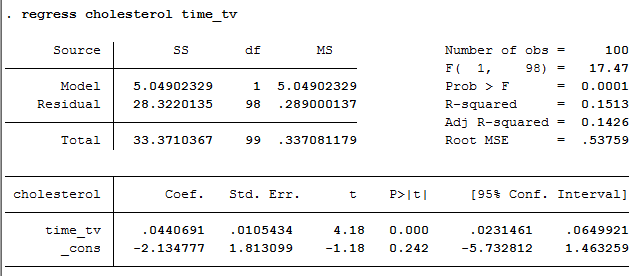 . regress cholesterol time_tv
Source | SS df MS Number of obs = 100
F( 1, 98) = 17.47
Model | 5.04902329 1 5.04902329 Prob > F = 0.0001
Residual | 28.3220135 98 .289000137 R-squared = 0.1513
Adj R-squared = 0.1426
Total | 33.3710367 99 .337081179 Root MSE = .53759
cholesterol | Coef. Std. Err. t P>|t| [95% Conf. Interval]
time_tv | .0440691 .0105434 4.18 0.000 .0231461 .0649921
_cons | -2.134777 1.813099 -1.18 0.242 -5.732812 1.463259